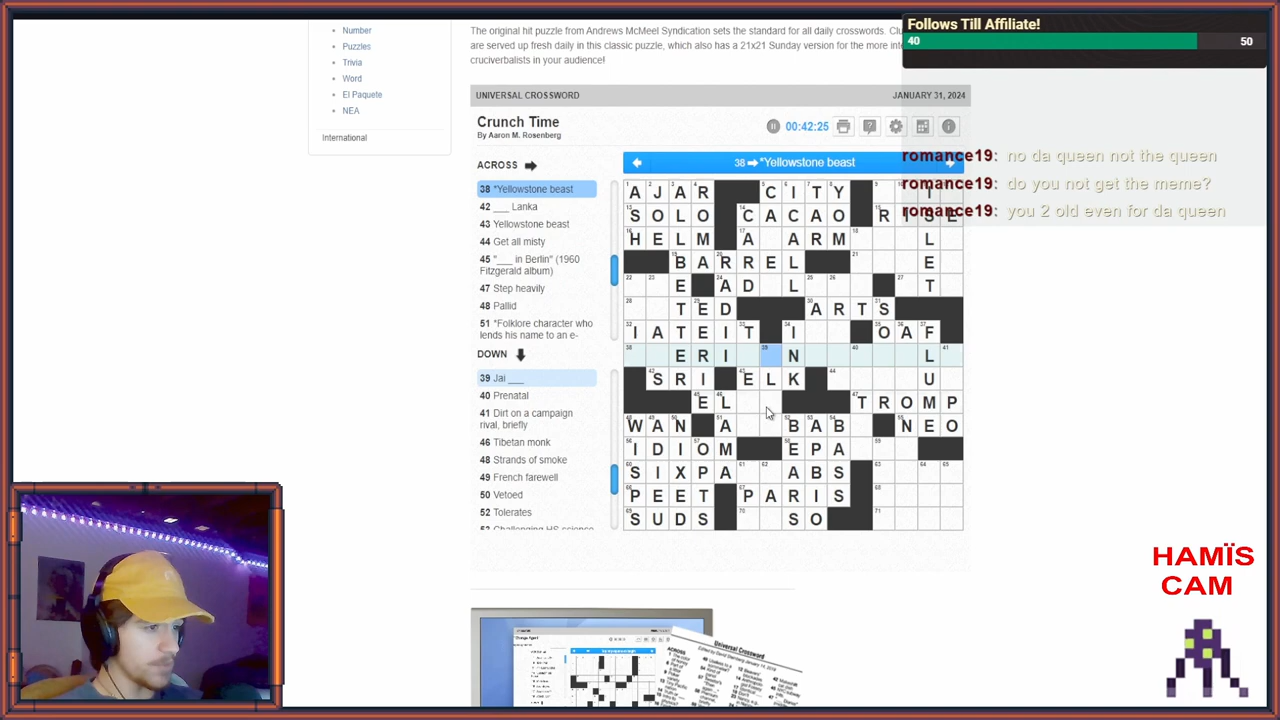 Follows Till Affiliate!
40 50
romance19: no da queen not the queen
romance19: do you not get the meme?
romance19: you 2 old even for da queen
Number
Puzzles
Trivia
Word
El Paquete
NEA
International
The original hit puzzle from Andrews McMeel Syndication sets the standard for all daily crosswords. Clu
are served up fresh daily in this classic puzzle, which also has a 21x21 Sunday version for the more inte
cruciverbalists in your audience!
UNIVERSAL CROSSWORD JANUARY 31, 2024
Crunch Time
By Aaron M. Rosenberg
00:42:25
ACROSS
38 *Yellowstone beast
38 *Yellowstone beast
42 ___ Lanka
43 Yellowstone beast
44 Get all misty
45 "___ in Berlin" (1960
Fitzgerald album)
47 Step heavily
48 Pallid
51 *Folklore character who
lends his name to an e-
DOWN
39 Jai ___
40 Prenatal
41 Dirt on a campaign
rival, briefly
46 Tibetan monk
48 Strands of smoke
49 French farewell
50 Vetoed
52 Tolerates
53 Challenging HS science
A J A R C I T Y I
S O L O C A C A O R I S E
H E L M A A R M L
B A R R E L E
E A D L T
T E D A R T S
I A T E I T I O A F
E R I N L
S R I E L K U
E L T R O M P
W A N A B A B N E O
I D I O M E P A
S I X P A A B S
P E E T P A R I S
S U D S S O
HAMÏS
CAM